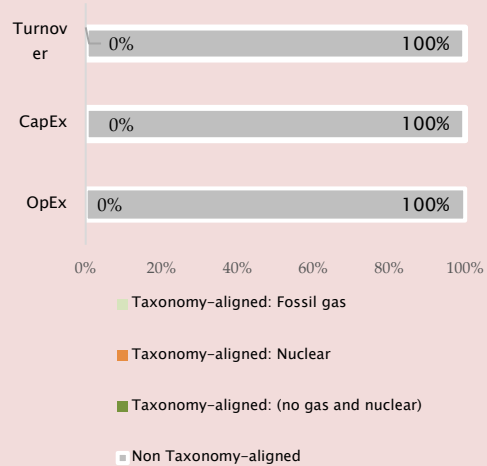 Turnov
er
0% 100%
CapEx
0% 100%
OpEx
0% 100%
0% 20% 40% 60% 80% 100%
Taxonomy-aligned: Fossil gas
Taxonomy-aligned: Nuclear
Taxonomy-aligned: (no gas and nuclear)
Non Taxonomy-aligned